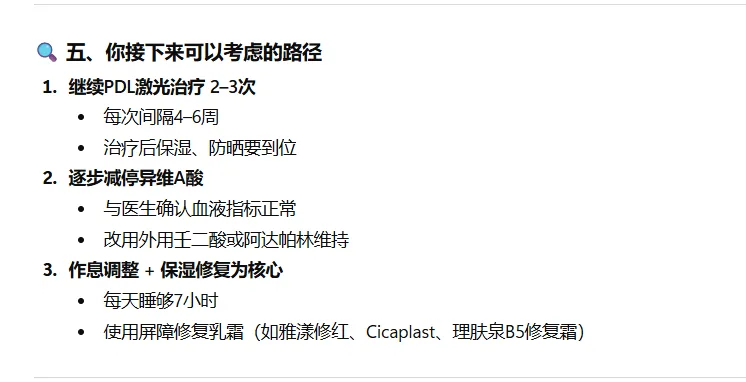 🔍 五、你接下来可以考虑的路径
1. 继续PDL激光治疗 2–3次
• 每次间隔4–6周
• 治疗后保湿、防晒要到位
2. 逐步减停异维A酸
• 与医生确认血液指标正常
• 改用外用壬二酸或阿达帕林维持
3. 作息调整 + 保湿修复为核心
• 每天睡够7小时
• 使用屏障修复乳霜（如雅漾修红、Cicaplast、理肤泉B5修复霜）